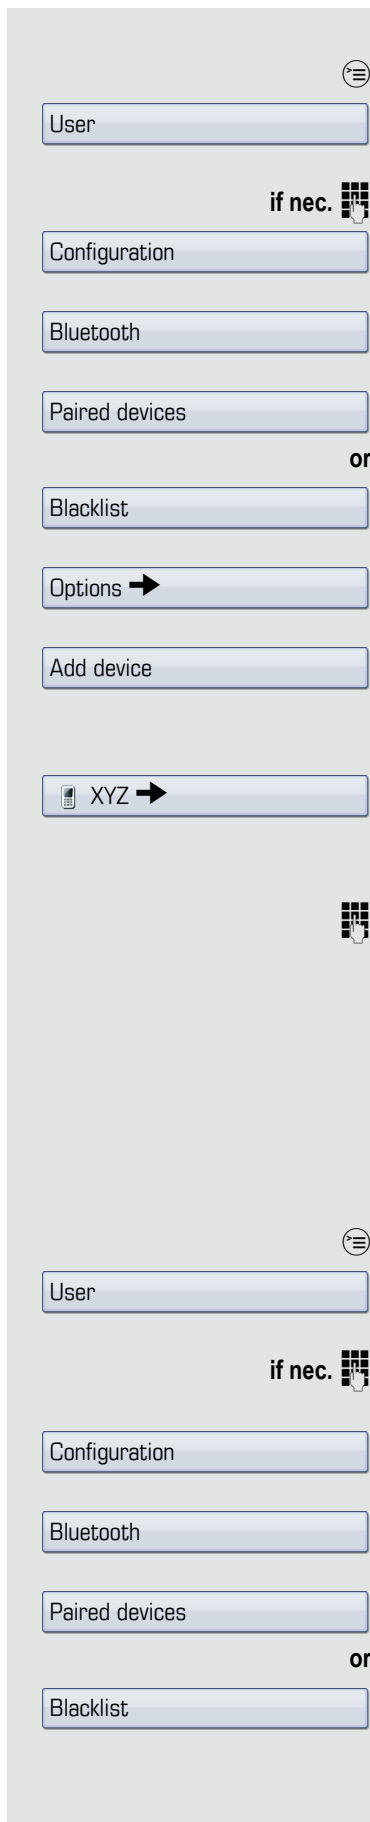 User
if nec.
Configuration
Bluetooth
Paired devices
or
Blacklist
Options
Add device
XYZ
User
if nec.
Configuration
Bluetooth
Paired devices
or
Blacklist